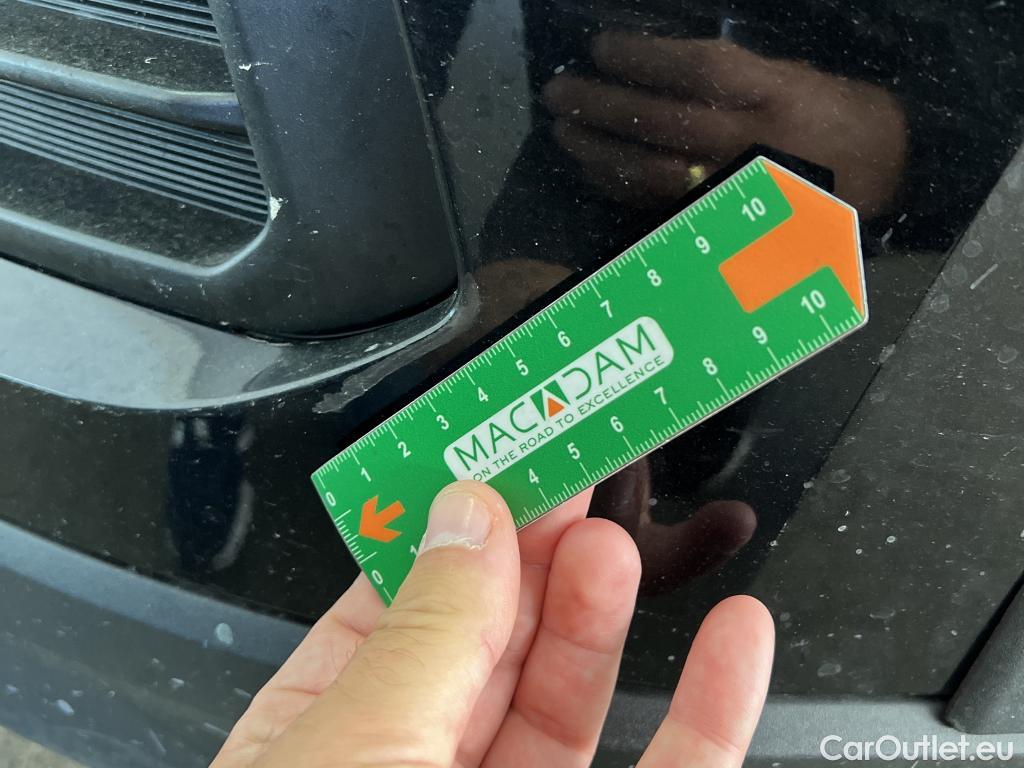 0 1 2 3 4 5 6 7 8 9 10
MACADAM
ON THE ROAD TO EXCELLENCE
0 1 4 5 6 7 8 9 10
CarOutlet.eu